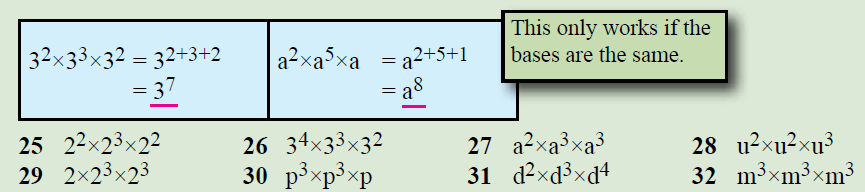 This only works if the
bases are the same.
3²×3³×3² = 3²⁺³⁺²
= 3⁷
a²×a⁵×a = a²⁺⁵⁺¹
= a⁸
25 2²×2³×2² 26 3⁴×3³×3² 27 a²×a³×a³ 28 u²×u²×u³
29 2×2³×2³ 30 p³×p³×p 31 d²×d³×d⁴ 32 m³×m³×m³